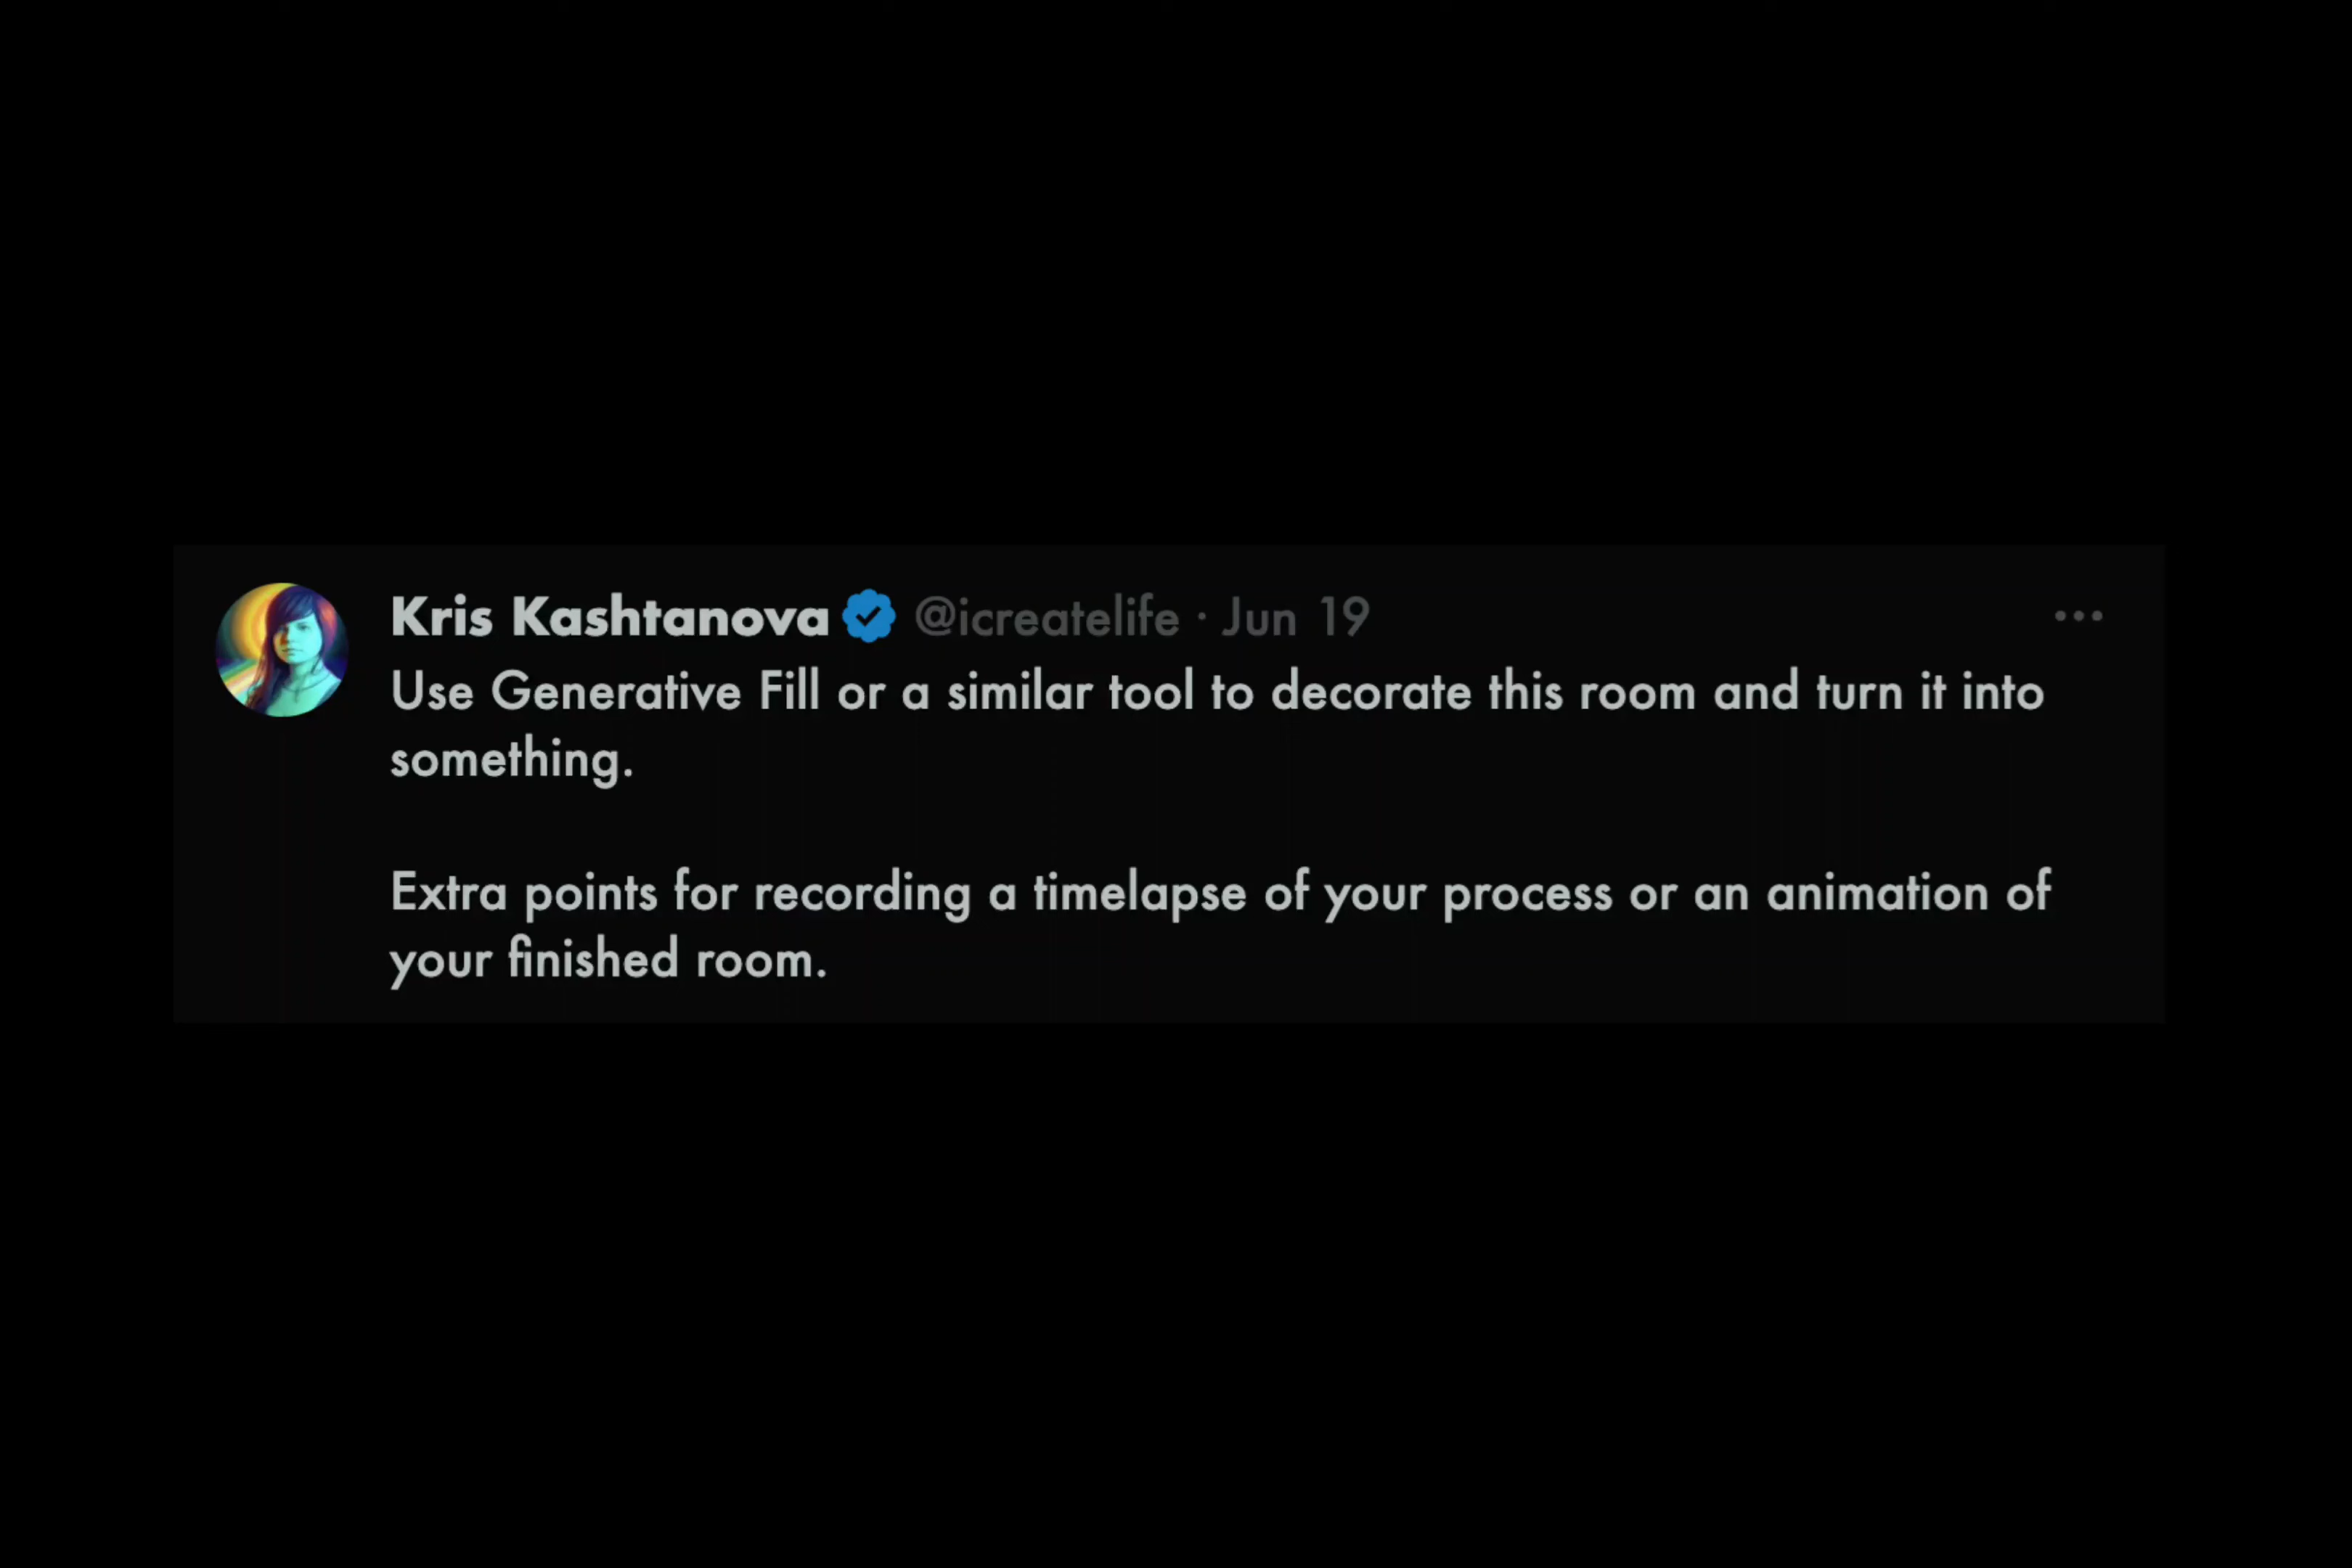 Kris Kashtanova @icreatelife · Jun 19 ...
Use Generative Fill or a similar tool to decorate this room and turn it into
something.
Extra points for recording a timelapse of your process or an animation of
your finished room.